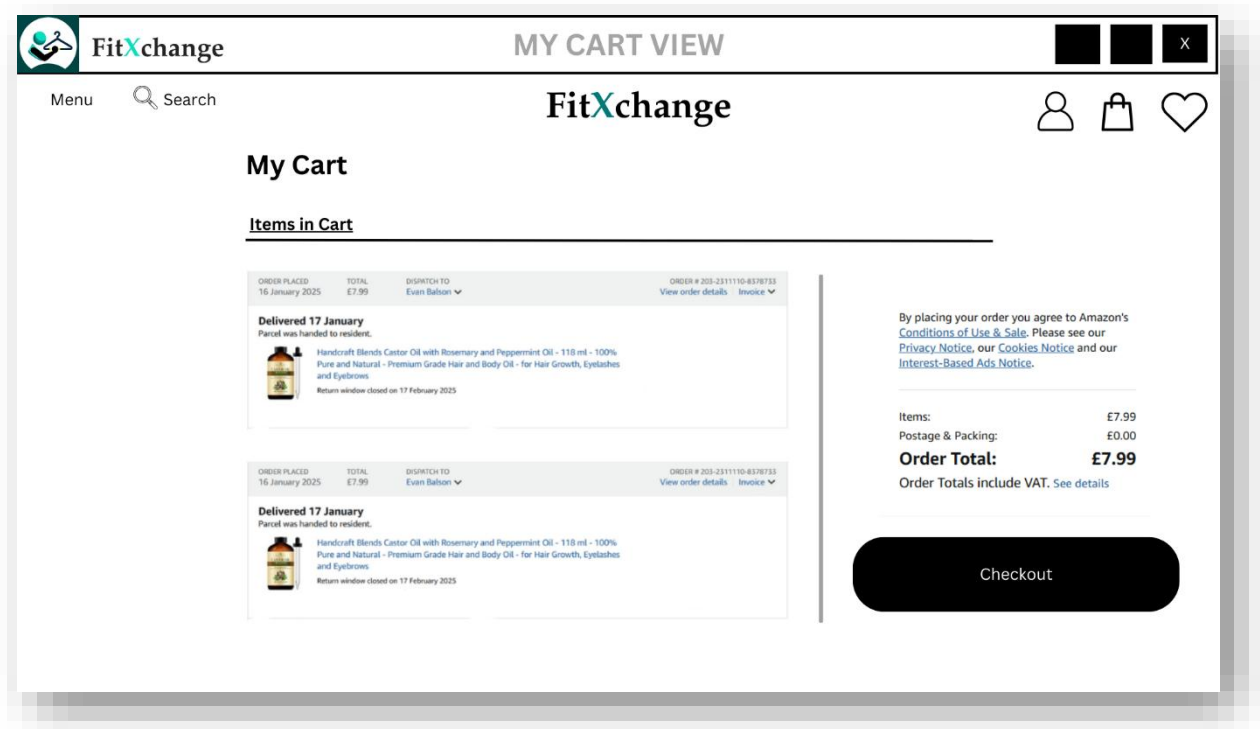 FitXchange
MY CART VIEW
X
Menu
Search
FitXchange
My Cart
Items in Cart
ORDER PLACED TOTAL DISPATCH TO ORDER # 203-2311110-8378733
16 January 2025 £7.99 Evan Balson View order details Invoice
Delivered 17 January
Parcel was handed to resident.
Handcraft Blends Castor Oil with Rosemary and Peppermint Oil - 118 ml - 100%
Pure and Natural - Premium Grade Hair and Body Oil - for Hair Growth, Eyelashes
and Eyebrows
Return window closed on 17 February 2025
ORDER PLACED TOTAL DISPATCH TO ORDER # 203-2311110-8378733
16 January 2025 £7.99 Evan Balson View order details Invoice
Delivered 17 January
Parcel was handed to resident.
Handcraft Blends Castor Oil with Rosemary and Peppermint Oil - 118 ml - 100%
Pure and Natural - Premium Grade Hair and Body Oil - for Hair Growth, Eyelashes
and Eyebrows
Return window closed on 17 February 2025
By placing your order you agree to Amazon's
Conditions of Use & Sale. Please see our
Privacy Notice, our Cookies Notice and our
Interest-Based Ads Notice.
Items: £7.99
Postage & Packing: £0.00
Order Total: £7.99
Order Totals include VAT. See details
Checkout